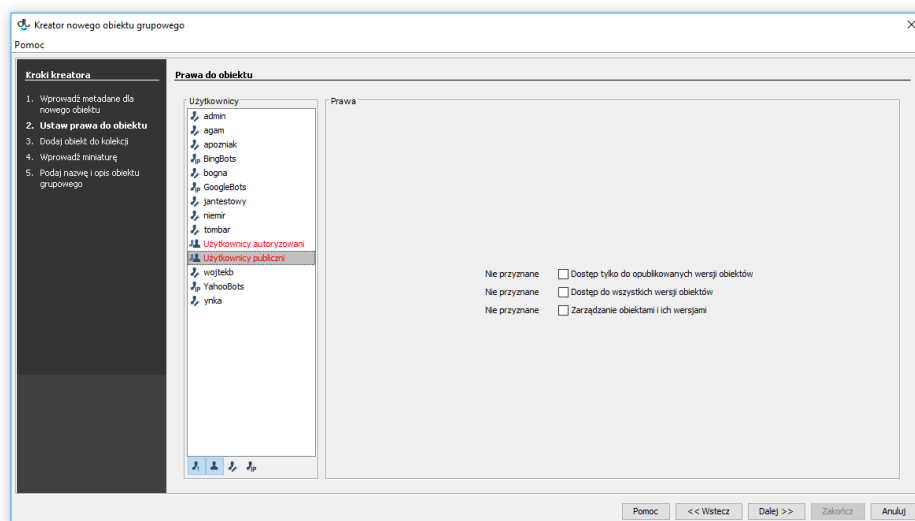 Kreator nowego obiektu grupowego
Pomoc
Kroki kreatora
1. Wprowadź metadane dla
nowego obiektu
2. Ustaw prawa do obiektu
3. Dodaj obiekt do kolekcji
4. Wprowadź miniaturę
5. Podaj nazwę i opis obiektu
grupowego
Prawa do obiektu
Użytkownicy
admin
agam
apozniak
BingBots
bogna
GoogleBots
jantestowy
niemir
tombar
Użytkownicy autoryzowani
Użytkownicy publiczni
wojtekb
YahooBots
ynka
Prawa
Nie przyznane Dostęp tylko do opublikowanych wersji obiektów
Nie przyznane Dostęp do wszystkich wersji obiektów
Nie przyznane Zarządzanie obiektami i ich wersjami
Pomoc << Wstecz Dalej >> Zakończ Anuluj